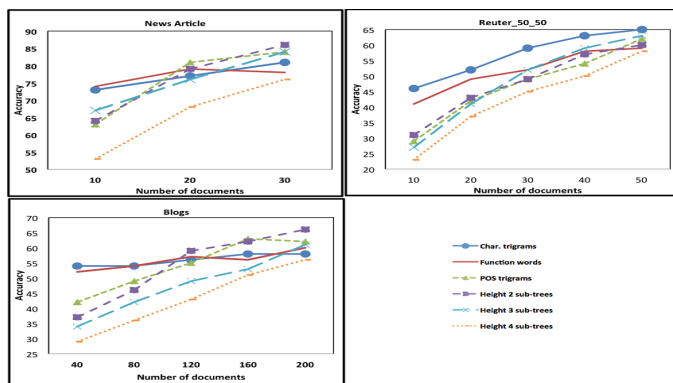 News Article
90
85
80
75
70
65
60
55
50
Accuracy
10 20 30
Number of documents
Reuter_50_50
65
60
55
50
45
40
35
30
25
20
Accuracy
10 20 30 40 50
Number of documents
Blogs
70
65
60
55
50
45
40
35
30
25
Accuracy
40 80 120 160 200
Number of documents
Char. trigrams
Function words
POS trigrams
Height 2 sub-trees
Height 3 sub-trees
Height 4 sub-trees